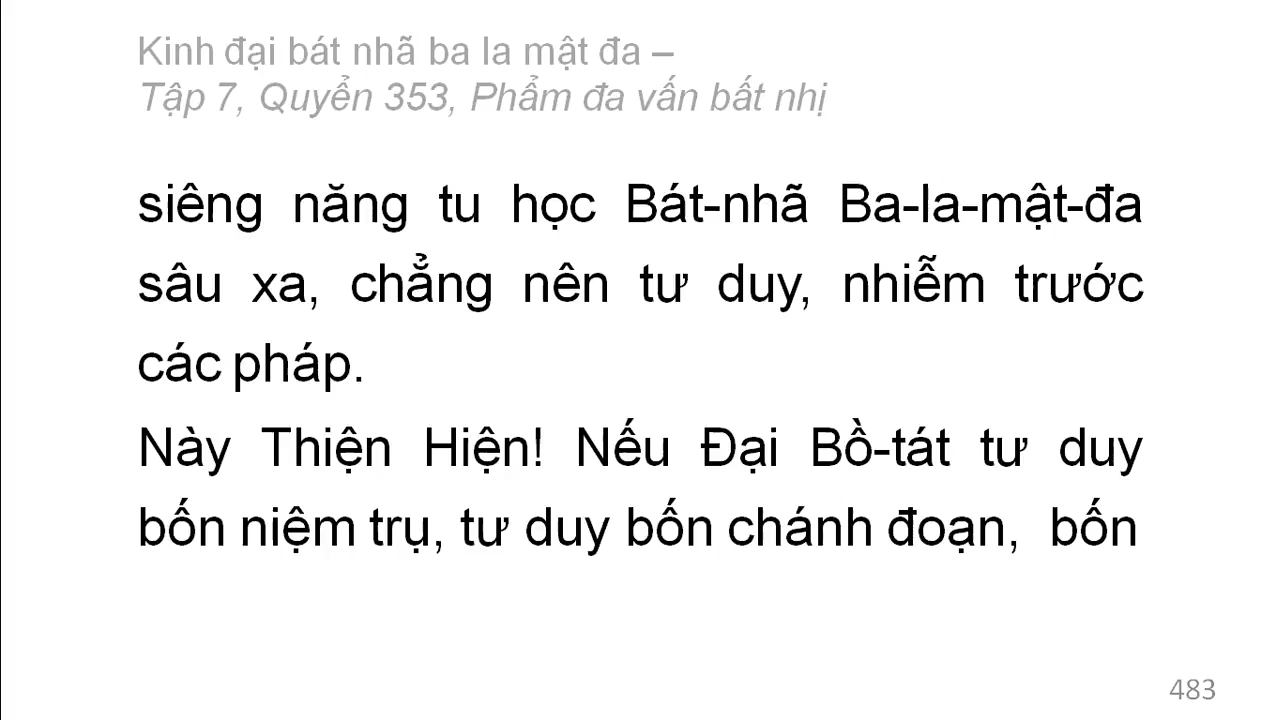 Kinh đại bát nhã ba la mật đa –
Tập 7, Quyển 353, Phẩm đa vấn bất nhị
siêng năng tu học Bát-nhã Ba-la-mật-đa
sâu xa, chẳng nên tư duy, nhiễm trước
các pháp.
Này Thiện Hiện! Nếu Đại Bồ-tát tư duy
bốn niệm trụ, tư duy bốn chánh đoạn, bốn
483